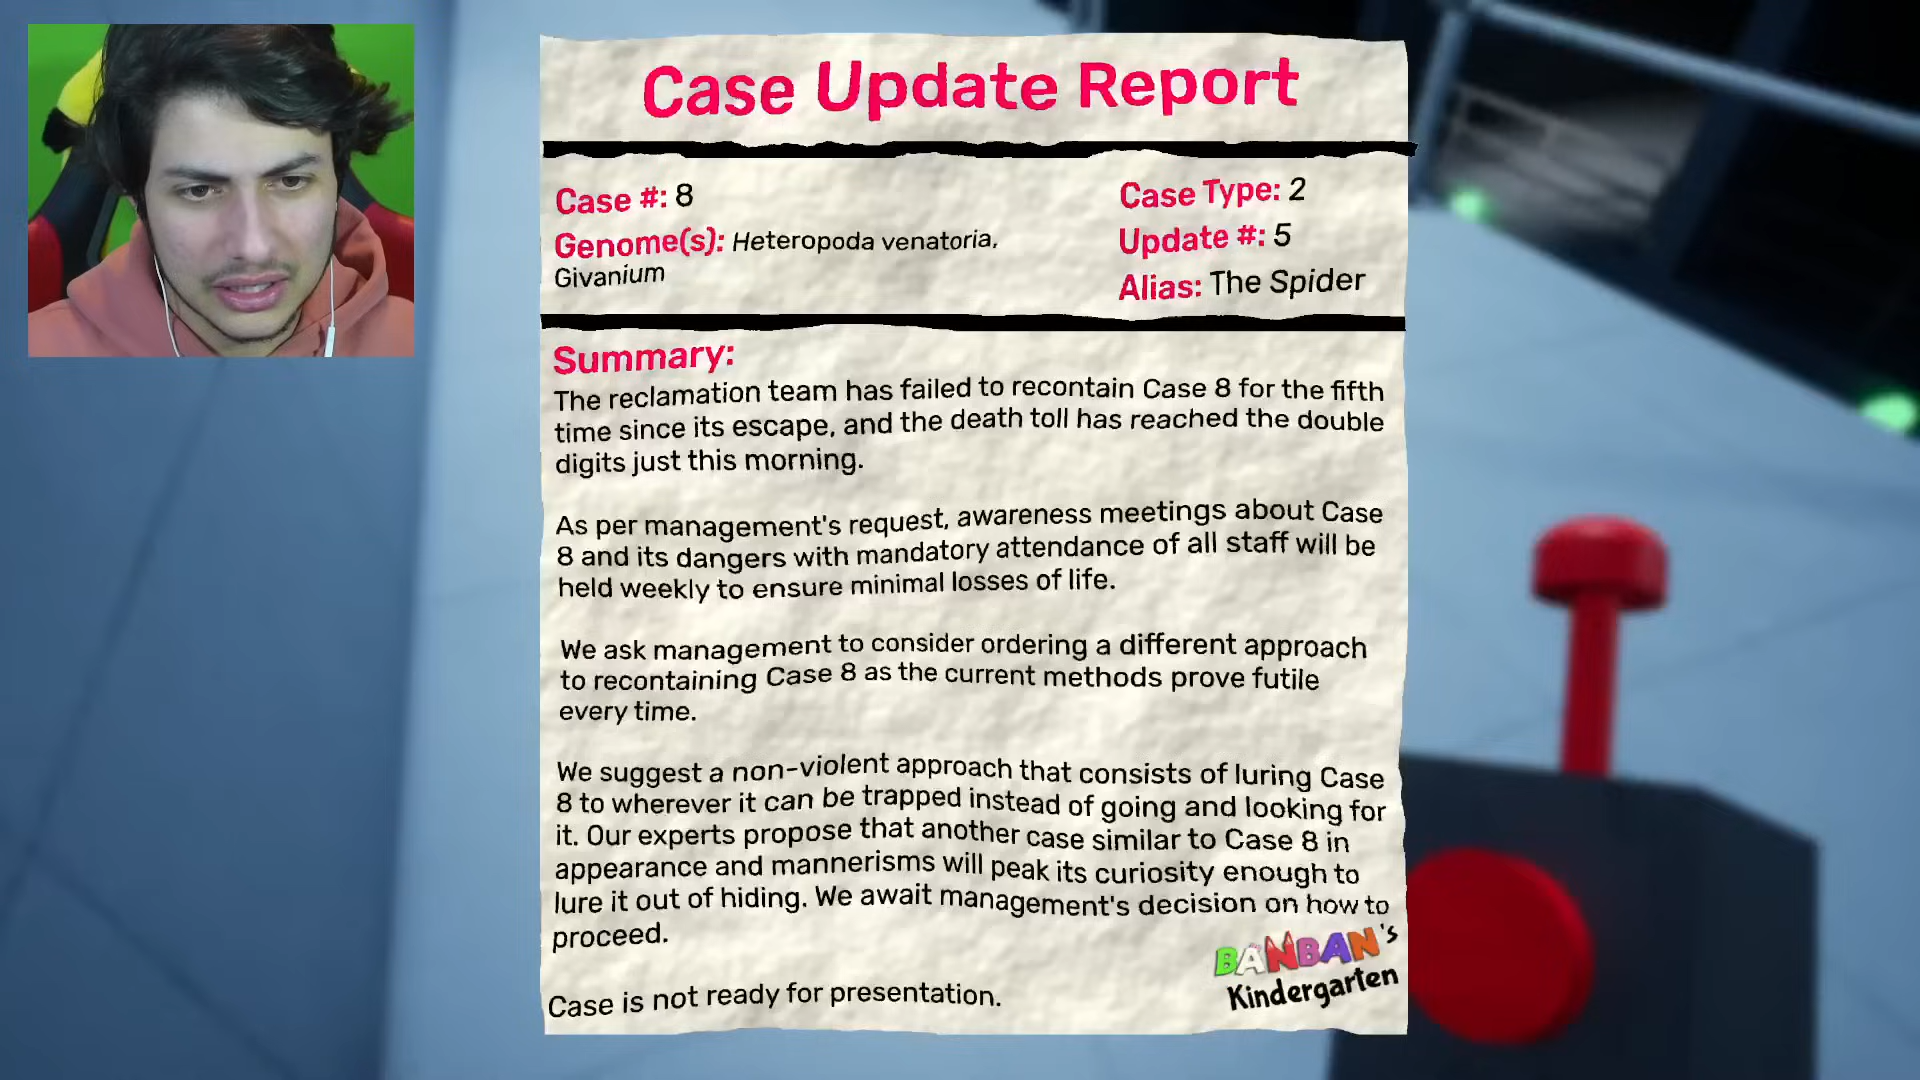 Case Update Report
Case #: 8
Genome(s): Heteropoda venatoria,
Givanium
Case Type: 2
Update #: 5
Alias: The Spider
Summary:
The reclamation team has failed to recontain Case 8 for the fifth
time since its escape, and the death toll has reached the double
digits just this morning.
As per management's request, awareness meetings about Case
8 and its dangers with mandatory attendance of all staff will be
held weekly to ensure minimal losses of life.
We ask management to consider ordering a different approach
to recontaining Case 8 as the current methods prove futile
every time.
We suggest a non-violent approach that consists of luring Case
8 to wherever it can be trapped instead of going and looking for
it. Our experts propose that another case similar to Case 8 in
appearance and mannerisms will peak its curiosity enough to
lure it out of hiding. We await management's decision on how to
proceed.
Case is not ready for presentation.
BANBAN's
Kindergarten